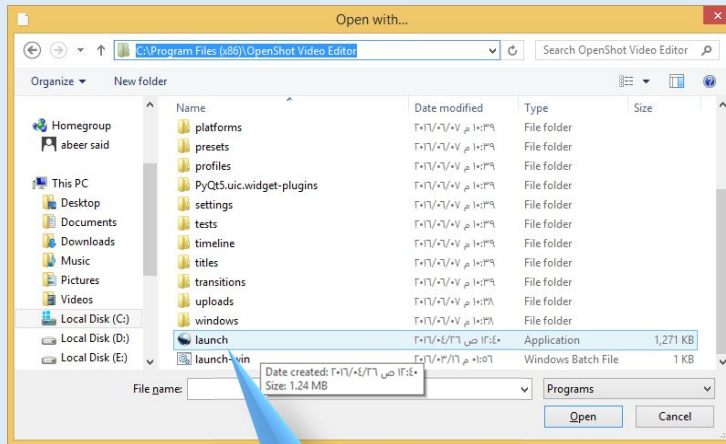 Open with...
C:\Program Files (x86)\OpenShot Video Editor
Search OpenShot Video Editor
Organize
New folder
Name Date modified Type Size
Homegroup
abeer said
This PC
Desktop
Documents
Downloads
Music
Pictures
Videos
Local Disk (C:)
Local Disk (D:)
Local Disk (E:)
platforms ٢٠١٦/٠٦/٠٧ م ١٠:٣٩ File folder
presets ٢٠١٦/٠٦/٠٧ م ١٠:٣٩ File folder
profiles ٢٠١٦/٠٦/٠٧ م ١٠:٣٩ File folder
PyQt5.uic.widget-plugins ٢٠١٦/٠٦/٠٧ م ١٠:٣٩ File folder
settings ٢٠١٦/٠٦/٠٧ م ١٠:٣٩ File folder
tests ٢٠١٦/٠٦/٠٧ م ١٠:٣٩ File folder
timeline ٢٠١٦/٠٦/٠٧ م ١٠:٣٩ File folder
titles ٢٠١٦/٠٦/٠٧ م ١٠:٣٩ File folder
transitions ٢٠١٦/٠٦/٠٧ م ١٠:٣٩ File folder
uploads ٢٠١٦/٠٦/٠٧ م ١٠:٣٨ File folder
windows ٢٠١٦/٠٦/٠٧ م ١٠:٣٨ File folder
launch ٢٠١٦/٠٤/٢٦ ص ١٢:٤٠ Application 1,271 KB
launch-win ٢٠١٦/٠٣/١٦ م ٠١:٥٦ Windows Batch File 1 KB
Date created: ٢٠١٦/٠٤/٢٦ ص ١٢:٤٠
Size: 1.24 MB
File name:
Programs
Open
Cancel